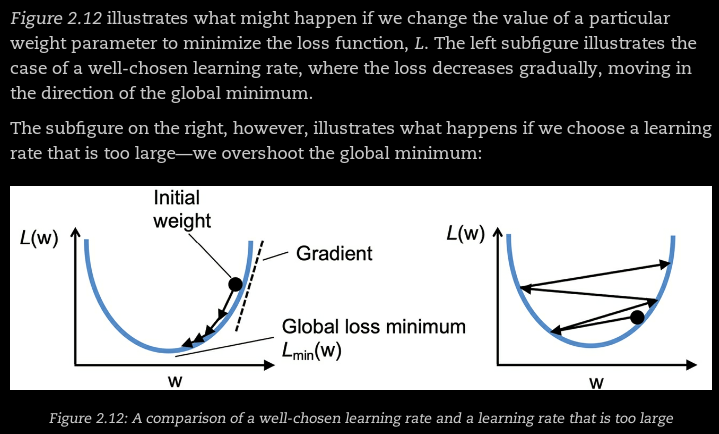 Figure 2.12 illustrates what might happen if we change the value of a particular
weight parameter to minimize the loss function, L. The left subfigure illustrates the
case of a well-chosen learning rate, where the loss decreases gradually, moving in
the direction of the global minimum.
The subfigure on the right, however, illustrates what happens if we choose a learning
rate that is too large—we overshoot the global minimum:
Initial
weight
L(w)
Gradient
Global loss minimum
Lmin(w)
w
L(w)
w
Figure 2.12: A comparison of a well-chosen learning rate and a learning rate that is too large